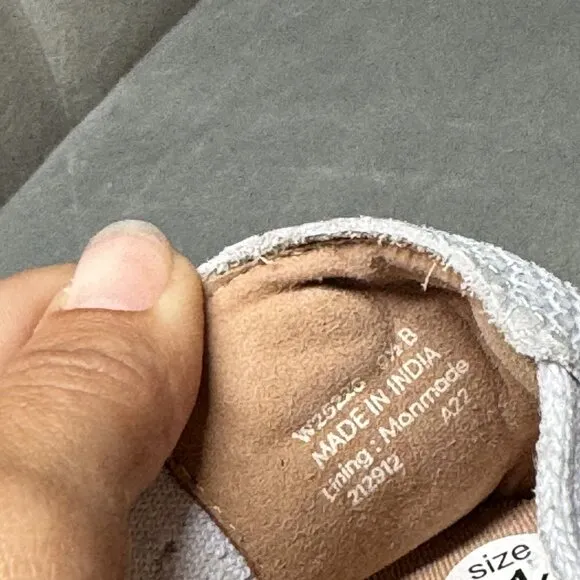 B
MADE IN INDIA
Lining: Manmade
212912 A22
size